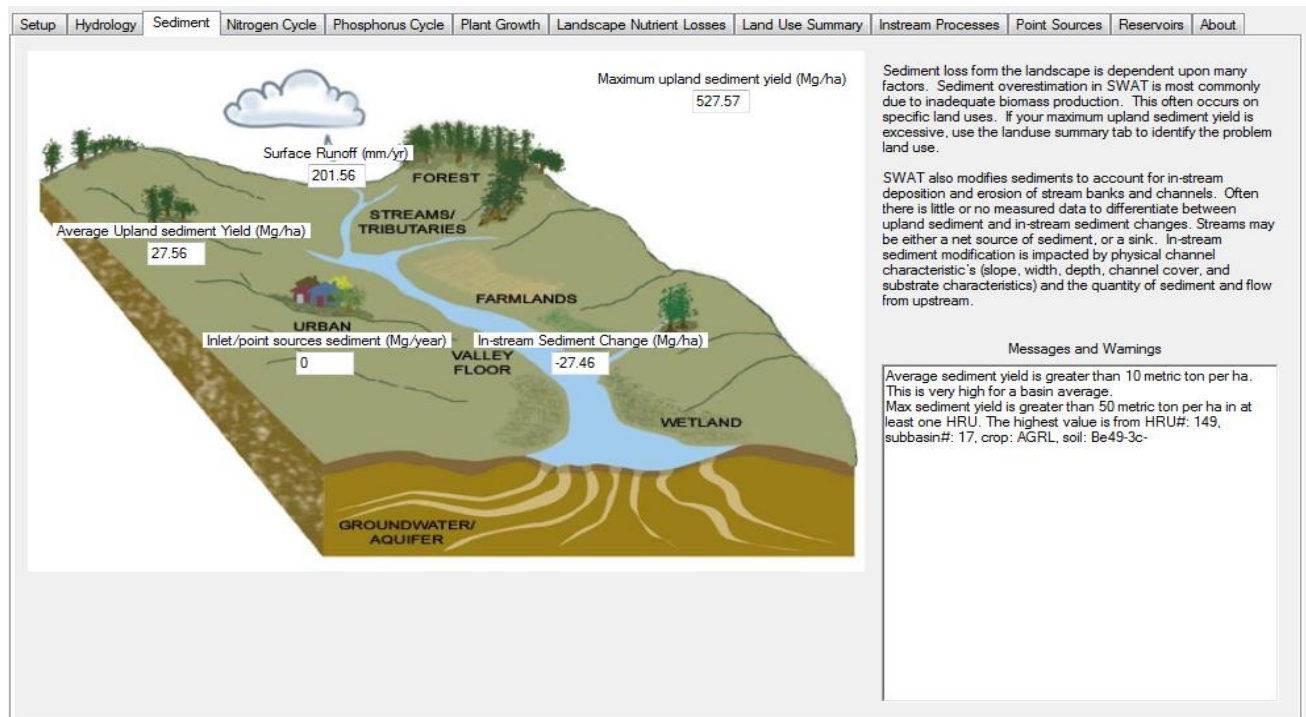 Setup Hydrology Sediment Nitrogen Cycle Phosphorus Cycle Plant Growth Landscape Nutrient Losses Land Use Summary Instream Processes Point Sources Reservoirs About
Maximum upland sediment yield (Mg/ha)
527.57
Surface Runoff (mm/yr)
201.56
FOREST
STREAMS/
TRIBUTARIES
Average Upland sediment Yield (Mg/ha)
27.56
FARMLANDS
URBAN
Inlet/point sources sediment (Mg/year)
0
In-stream Sediment Change (Mg/ha)
-27.46
VALLEY
FLOOR
WETLAND
GROUNDWATER/
AQUIFER
Sediment loss form the landscape is dependent upon many
factors. Sediment overestimation in SWAT is most commonly
due to inadequate biomass production. This often occurs on
specific land uses. If your maximum upland sediment yield is
excessive, use the landuse summary tab to identify the problem
land use.
SWAT also modifies sediments to account for in-stream
deposition and erosion of stream banks and channels. Often
there is little or no measured data to differentiate between
upland sediment and in-stream sediment changes. Streams may
be either a net source of sediment, or a sink. In-stream
sediment modification is impacted by physical channel
characteristic's (slope, width, depth, channel cover, and
substrate characteristics) and the quantity of sediment and flow
from upstream.
Messages and Warnings
Average sediment yield is greater than 10 metric ton per ha.
This is very high for a basin average.
Max sediment yield is greater than 50 metric ton per ha in at
least one HRU. The highest value is from HRU#: 149,
subbasin#: 17, crop: AGRL, soil: Be49-3c-